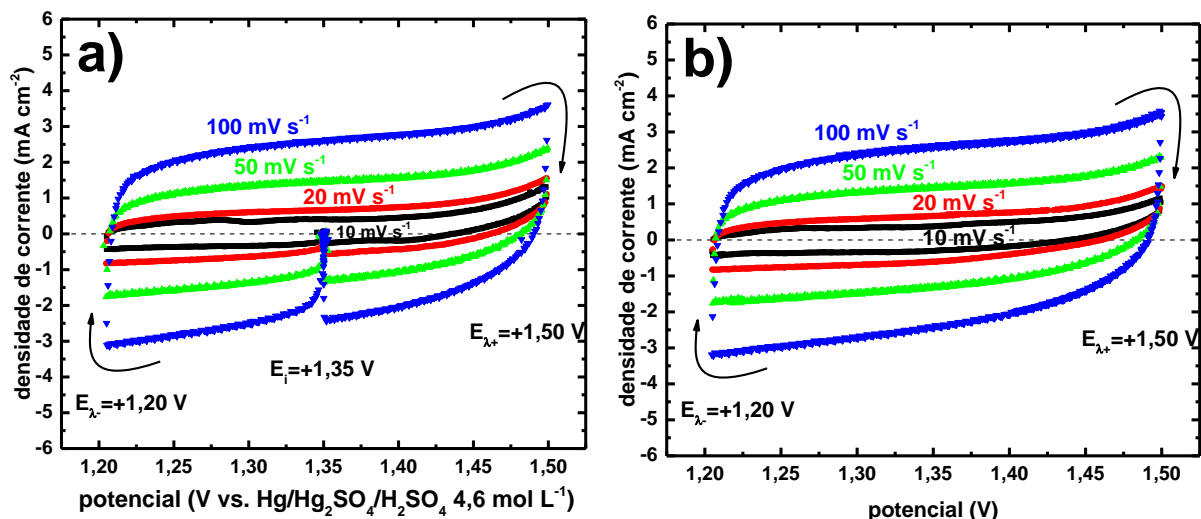 a)
densidade de corrente (mA cm⁻²)
6
5
4
3
2
1
0
-1
-2
-3
-4
-5
-6
100 mV s⁻¹
50 mV s⁻¹
20 mV s⁻¹
10 mV s⁻¹
E_λ+=+1,50 V
E_i=+1,35 V
E_λ-=+1,20 V
1,20 1,25 1,30 1,35 1,40 1,45 1,50
potencial (V vs. Hg/Hg₂SO₄/H₂SO₄ 4,6 mol L⁻¹)
b)
densidade de corrente (mA cm⁻²)
6
5
4
3
2
1
0
-1
-2
-3
-4
-5
-6
100 mV s⁻¹
50 mV s⁻¹
20 mV s⁻¹
10 mV s⁻¹
E_λ+=+1,50 V
E_λ-=+1,20 V
1,20 1,25 1,30 1,35 1,40 1,45 1,50
potencial (V)